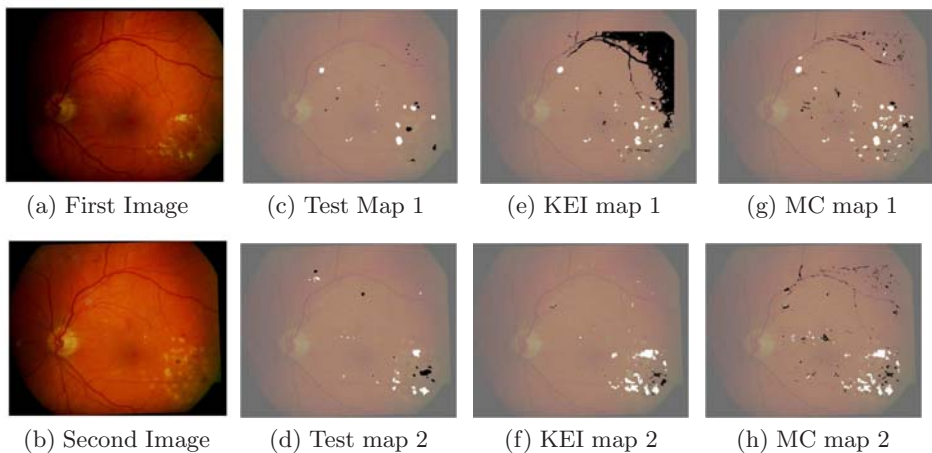 (a) First Image
(c) Test Map 1
(e) KEI map 1
(g) MC map 1
(b) Second Image
(d) Test map 2
(f) KEI map 2
(h) MC map 2